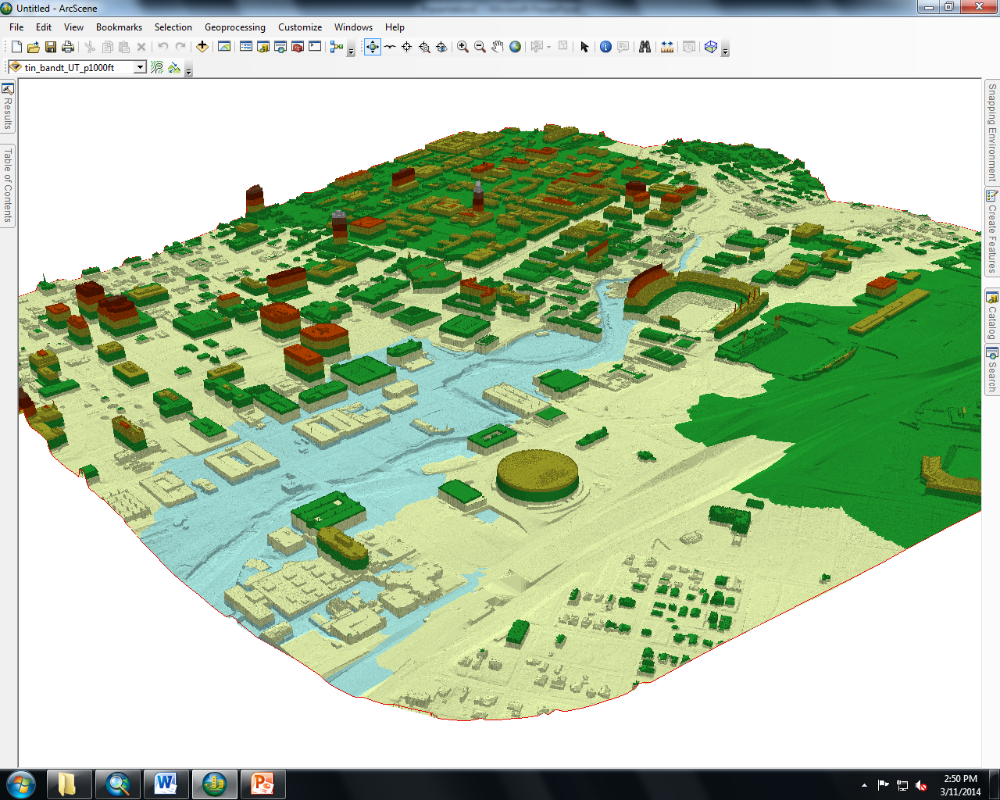 Untitled - ArcScene
File Edit View Bookmarks Selection Geoprocessing Customize Windows Help
tin_bandt_UT_p1000ft
Results
Table of Contents
Snapping Environment
Create Features
Catalog
Search
2:50 PM
3/11/2014